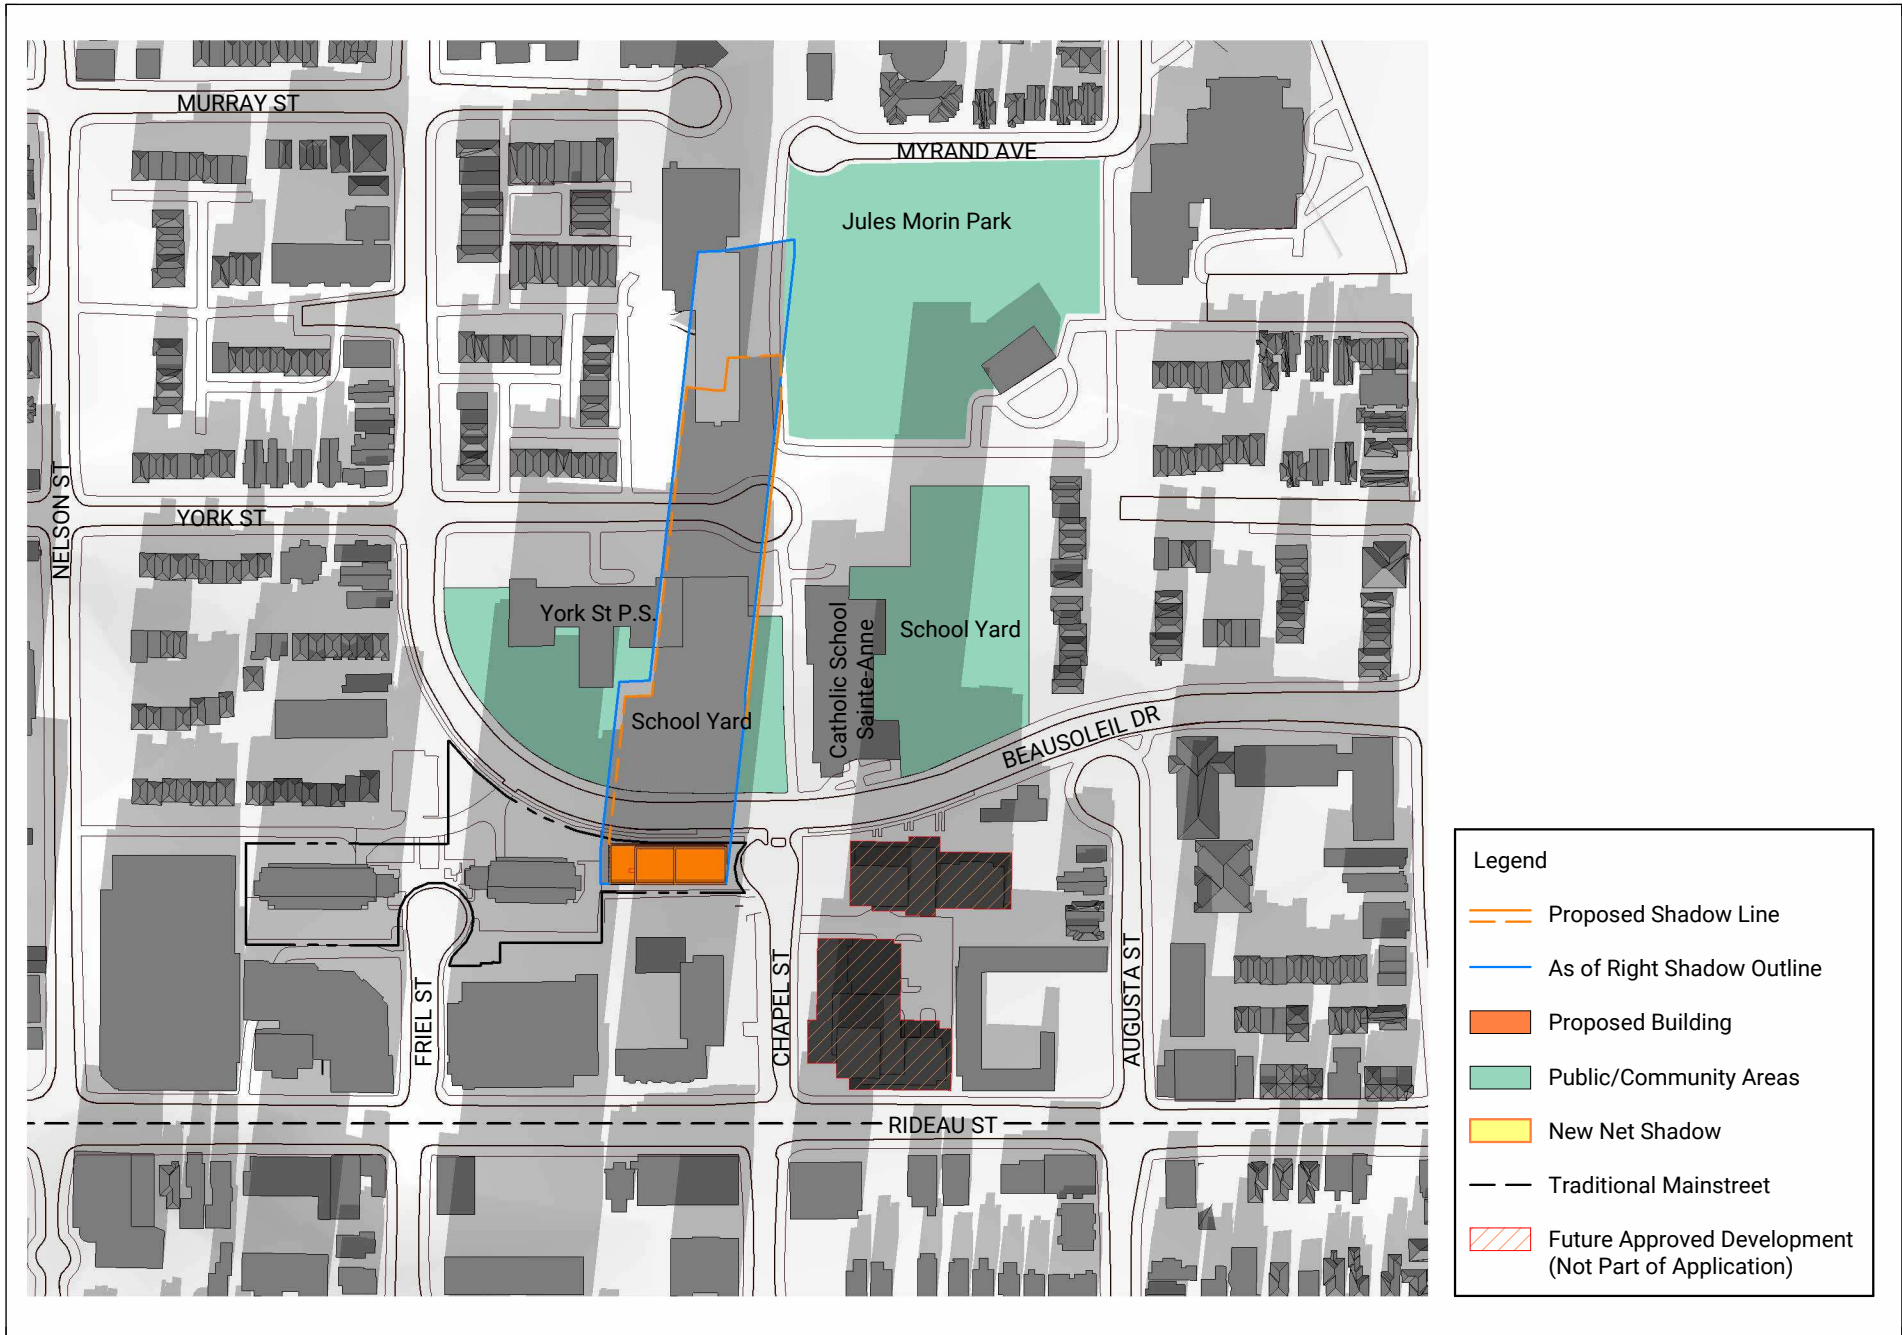 MURRAY ST
MYRAND AVE
Jules Morin Park
NELSON ST
YORK ST
York St P.S.
School Yard
Catholic School
Sainte-Anne
School Yard
BEAUSOLEIL DR
FRIEL ST
CHAPEL ST
AUGUSTA ST
RIDEAU ST
Legend
Proposed Shadow Line
As of Right Shadow Outline
Proposed Building
Public/Community Areas
New Net Shadow
Traditional Mainstreet
Future Approved Development
(Not Part of Application)